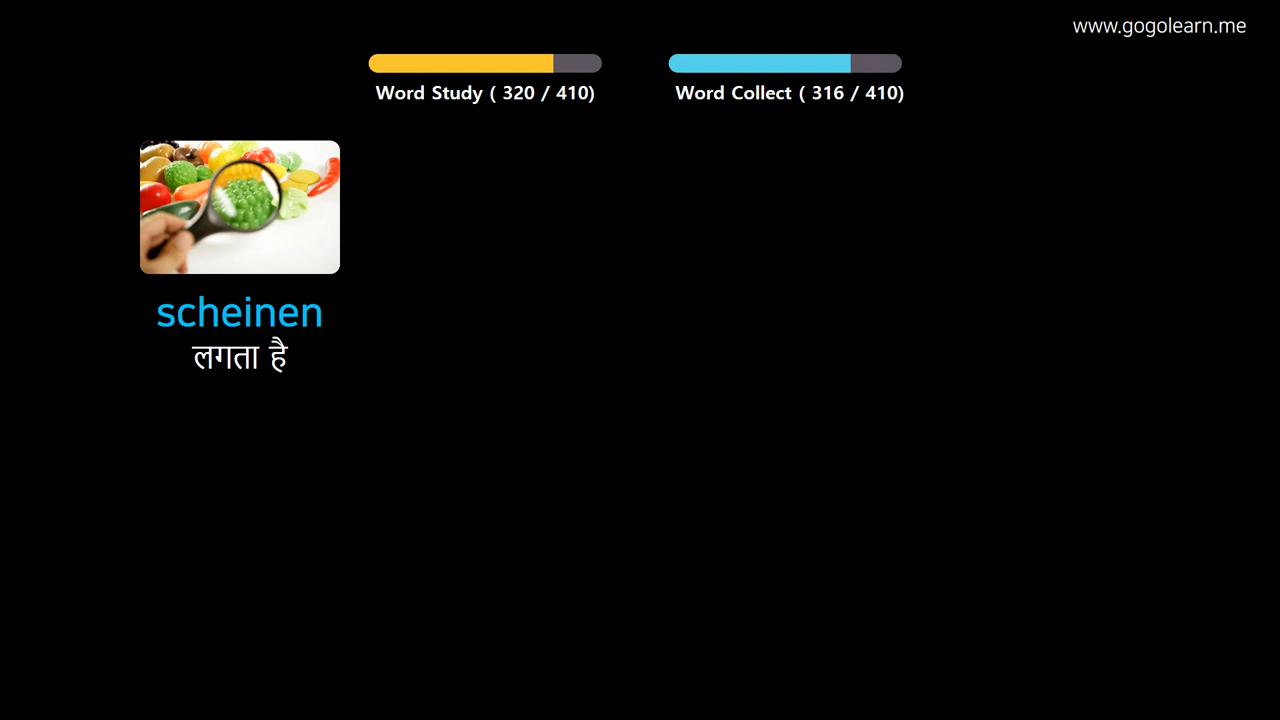 www.gogolearn.me
Word Study ( 320 / 410)
Word Collect ( 316 / 410)
scheinen
लगता है